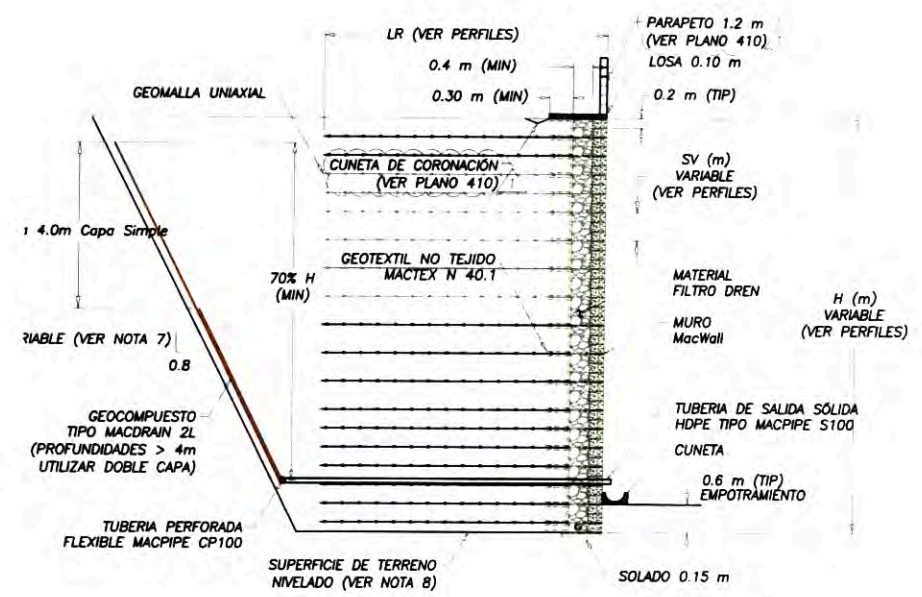 LR (VER PERFILES)
PARAPETO 1.2 m
(VER PLANO 410)
LOSA 0.10 m
0.4 m (MIN)
0.30 m (MIN)
0.2 m (TIP)
GEOMALLA UNIAXIAL
CUNETA DE CORONACIÓN
(VER PLANO 410)
SV (m)
VARIABLE
(VER PERFILES)
4.0m Capa Simple
GEOTEXTIL NO TEJIDO
MACTEX N 40.1
70% H
(MIN)
MATERIAL
FILTRO DREN
H (m)
VARIABLE
(VER PERFILES)
MURO
MacWall
RIABLE (VER NOTA 7)
0.8
GEOCOMPUESTO
TIPO MACDRAIN 2L
(PROFUNDIDADES > 4m
UTILIZAR DOBLE CAPA)
TUBERIA DE SALIDA SÓLIDA
HDPE TIPO MACPIPE S100
CUNETA
0.6 m (TIP)
EMPOTRAMIENTO
TUBERIA PERFORADA
FLEXIBLE MACPIPE CP100
SUPERFICIE DE TERRENO
NIVELADO (VER NOTA 8)
SOLADO 0.15 m